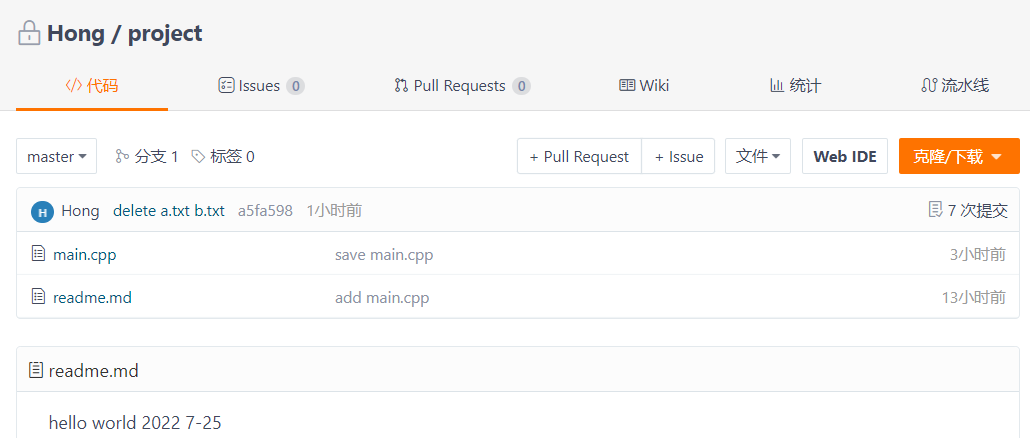 Hong / project
代码 Issues 0 Pull Requests 0 Wiki 统计 流水线
master 分支 1 标签 0 + Pull Request + Issue 文件 Web IDE 克隆/下载
H Hong delete a.txt b.txt a5fa598 1小时前 7 次提交
main.cpp save main.cpp 3小时前
readme.md add main.cpp 13小时前
readme.md
hello world 2022 7-25